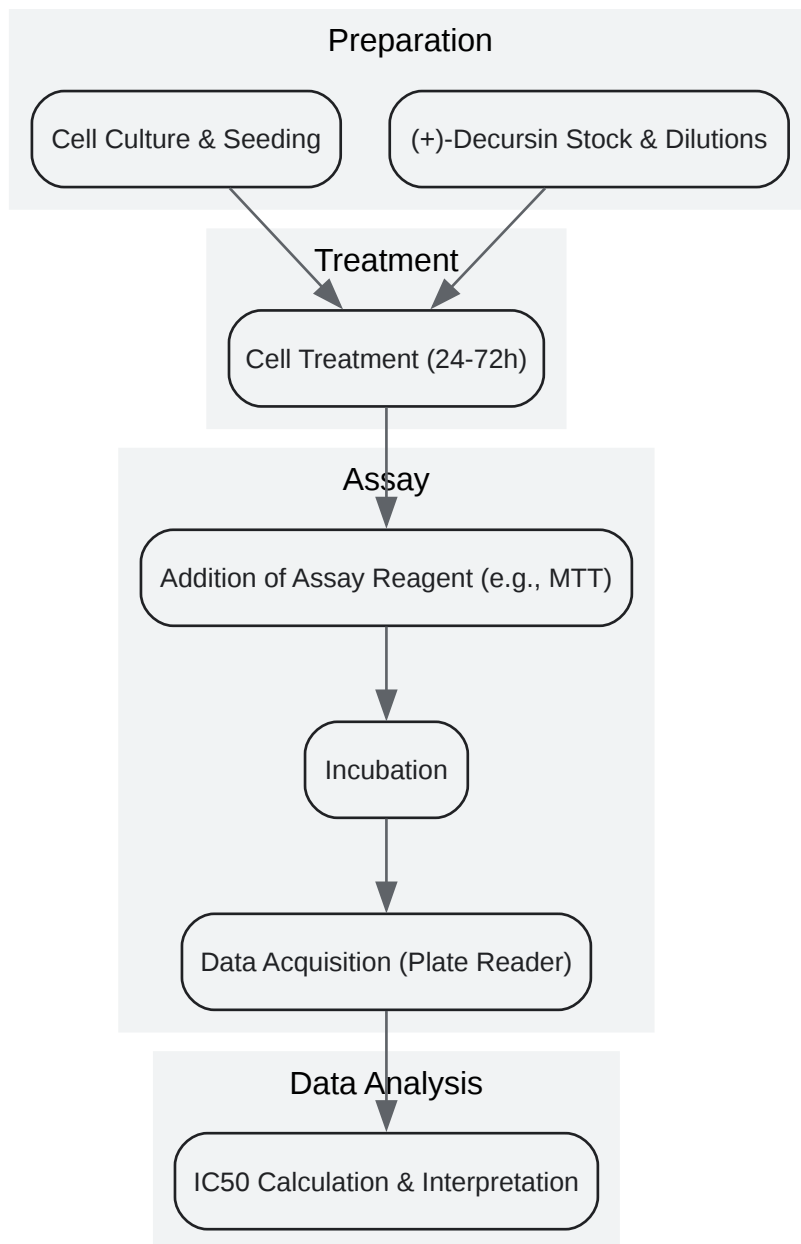 Preparation
Cell Culture & Seeding
(+)-Decursin Stock & Dilutions
Treatment
Cell Treatment (24-72h)
Assay
Addition of Assay Reagent (e.g., MTT)
Incubation
Data Acquisition (Plate Reader)
Data Analysis
IC50 Calculation & Interpretation